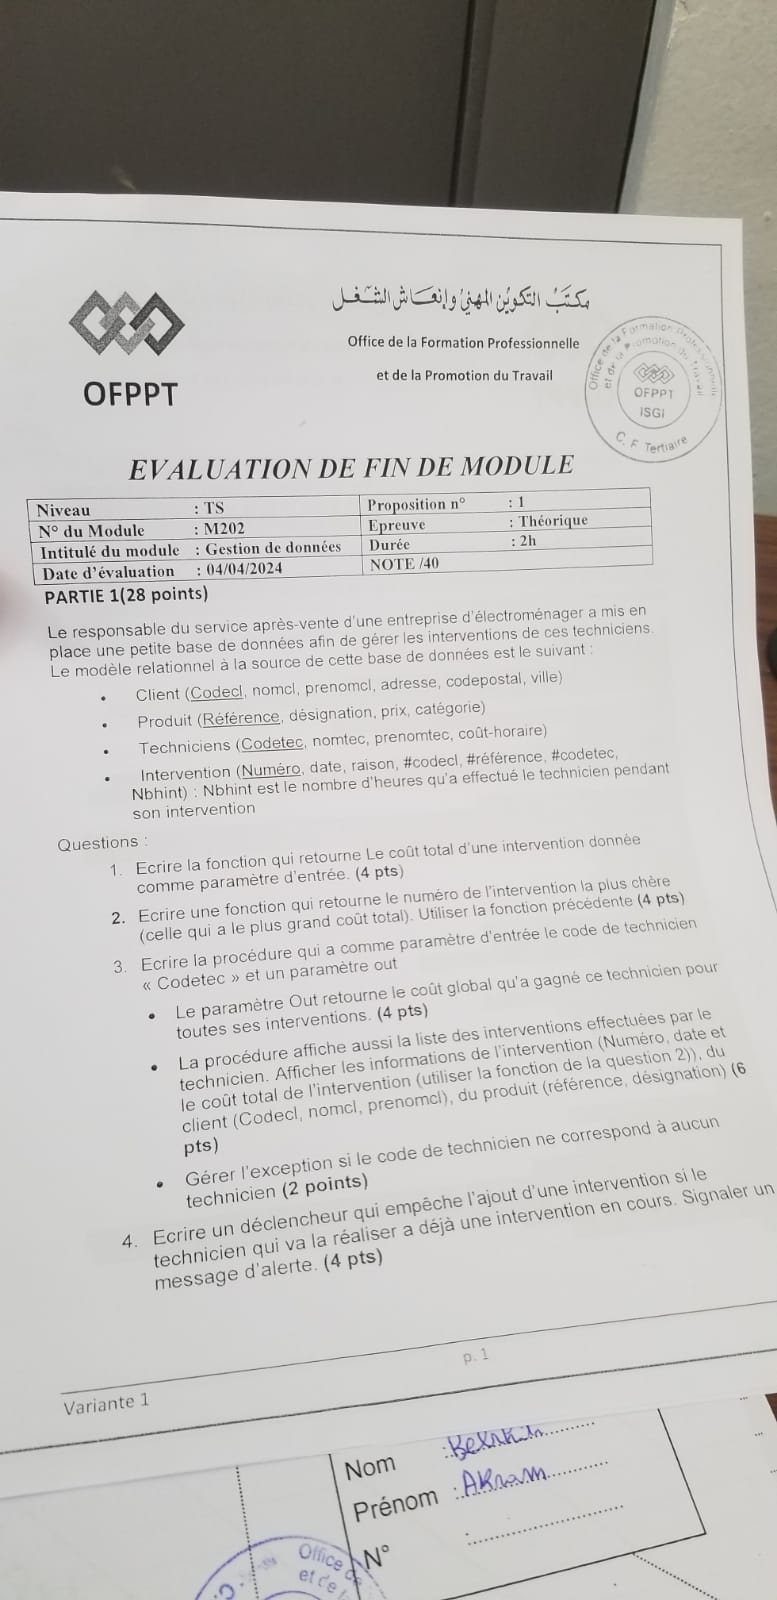 مكتب التكوين المهني وإنعاش الشغل
Office de la Formation Professionnelle
et de la Promotion du Travail
OFPPT
Office de la Formation Professionnelle
et de la Promotion du Travail
OFPPT
ISGI
C. F. Tertiaire
EVALUATION DE FIN DE MODULE
Niveau : TS Proposition n° : 1
N° du Module : M202 Epreuve : Théorique
Intitulé du module : Gestion de données Durée : 2h
Date d'évaluation : 04/04/2024 NOTE /40
PARTIE 1(28 points)
Le responsable du service après-vente d'une entreprise d'électroménager a mis en
place une petite base de données afin de gérer les interventions de ces techniciens.
Le modèle relationnel à la source de cette base de données est le suivant :
• Client (Codecl, nomcl, prenomcl, adresse, codepostal, ville)
• Produit (Référence, désignation, prix, catégorie)
• Techniciens (Codetec, nomtec, prenomtec, coût-horaire)
• Intervention (Numéro, date, raison, #codecl, #référence, #codetec,
Nbhint) : Nbhint est le nombre d'heures qu'a effectué le technicien pendant
son intervention
Questions :
1. Ecrire la fonction qui retourne Le coût total d'une intervention donnée
comme paramètre d'entrée. (4 pts)
2. Ecrire une fonction qui retourne le numéro de l'intervention la plus chère
(celle qui a le plus grand coût total). Utiliser la fonction précédente (4 pts)
3. Ecrire la procédure qui a comme paramètre d'entrée le code de technicien
« Codetec » et un paramètre out
• Le paramètre Out retourne le coût global qu'a gagné ce technicien pour
toutes ses interventions. (4 pts)
• La procédure affiche aussi la liste des interventions effectuées par le
technicien. Afficher les informations de l'intervention (Numéro, date et
le coût total de l'intervention (utiliser la fonction de la question 2)), du
client (Codecl, nomcl, prenomcl), du produit (référence, désignation) (6
pts)
• Gérer l'exception si le code de technicien ne correspond à aucun
technicien (2 points)
4. Ecrire un déclencheur qui empêche l'ajout d'une intervention si le
technicien qui va la réaliser a déjà une intervention en cours. Signaler un
message d'alerte. (4 pts)
p. 1
Variante 1
Nom :
Prénom : AKram
N° :
Office de
et de la